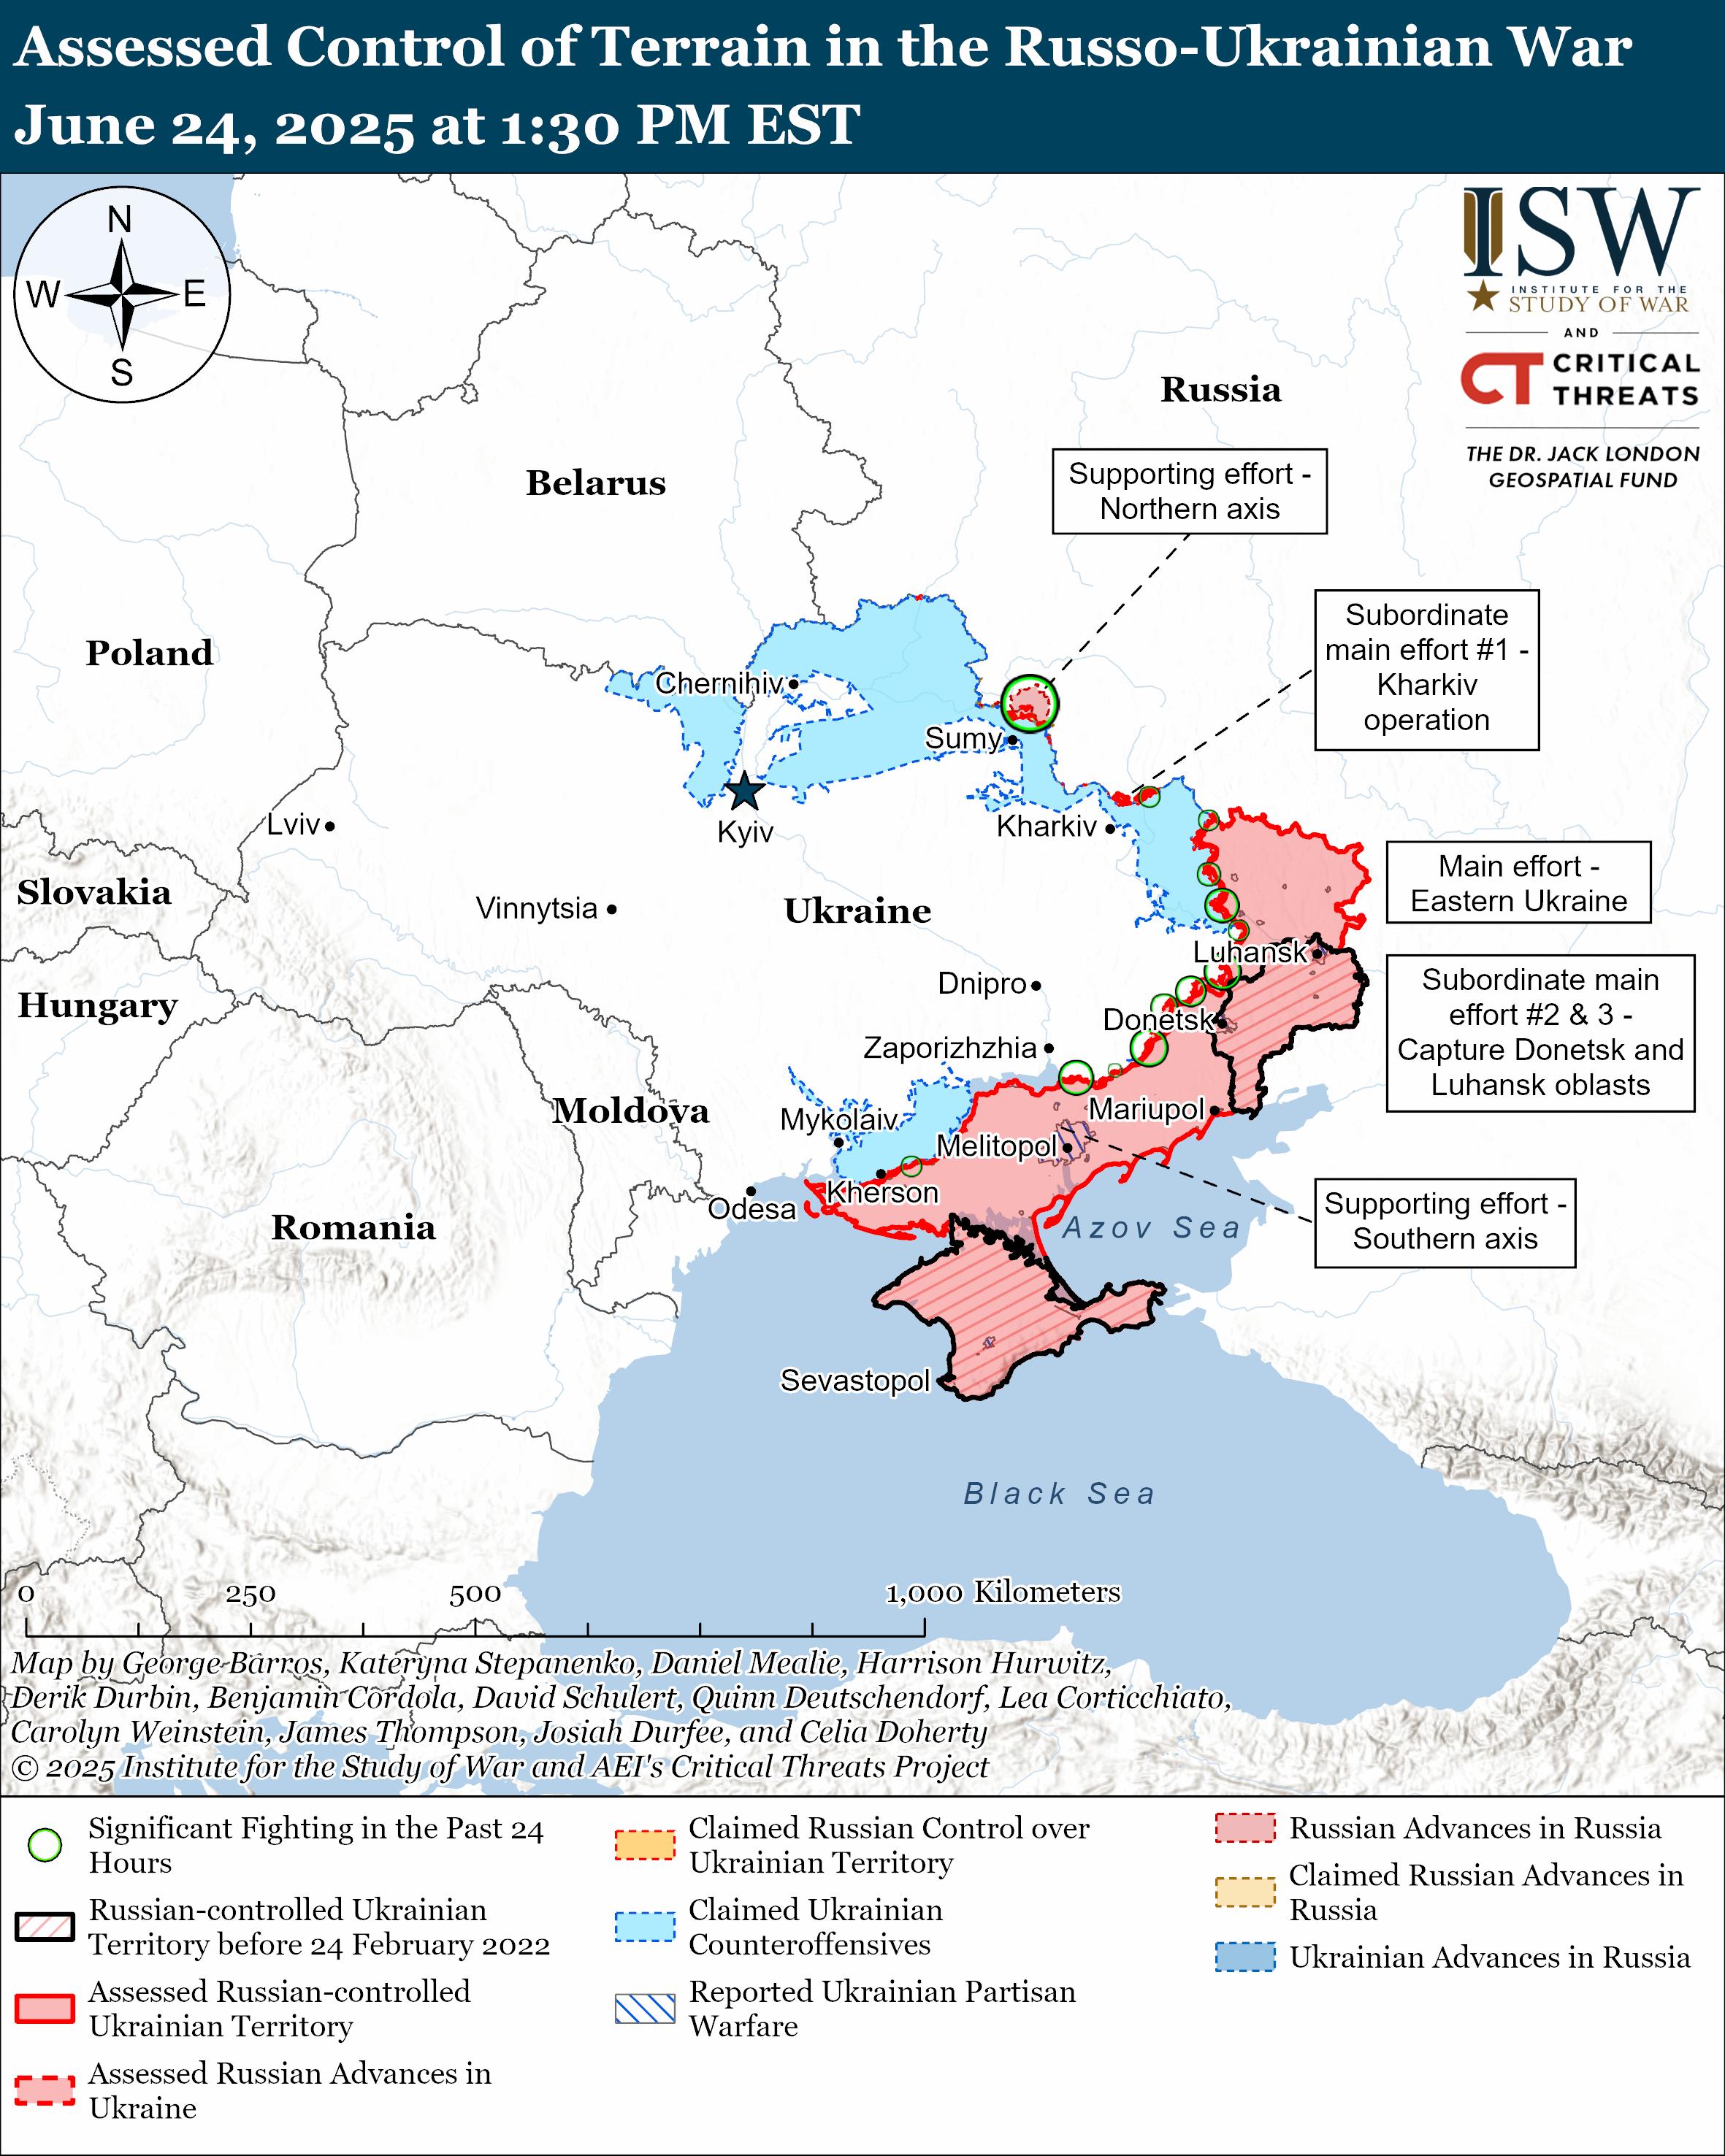 Assessed Control of Terrain in the Russo-Ukrainian War
June 24, 2025 at 1:30 PM EST
N
W
E
S
ISW
INSTITUTE FOR THE
STUDY OF WAR
AND
CT CRITICAL
THREATS
THE DR. JACK LONDON
GEOSPATIAL FUND
Russia
Supporting effort -
Northern axis
Belarus
Subordinate
main effort #1 -
Kharkiv
operation
Poland
Chernihiv
Sumy
Kyiv
Lviv
Kharkiv
Main effort -
Eastern Ukraine
Slovakia
Vinnytsia
Ukraine
Luhansk
Subordinate main
effort #2 & 3 -
Capture Donetsk and
Luhansk oblasts
Hungary
Dnipro
Donetsk
Zaporizhzhia
Moldova
Mykolaiv
Mariupol
Melitopol
Kherson
Odesa
Supporting effort -
Southern axis
Romania
Azov Sea
Sevastopol
Black Sea
0 250 500 1,000 Kilometers
Map by George Barros, Kateryna Stepanenko, Daniel Mealie, Harrison Hurwitz,
Derik Durbin, Benjamin Cordola, David Schulert, Quinn Deutschendorf, Lea Corticchiato,
Carolyn Weinstein, James Thompson, Josiah Durfee, and Celia Doherty
© 2025 Institute for the Study of War and AEI's Critical Threats Project
Significant Fighting in the Past 24
Hours
Russian-controlled Ukrainian
Territory before 24 February 2022
Assessed Russian-controlled
Ukrainian Territory
Assessed Russian Advances in
Ukraine
Claimed Russian Control over
Ukrainian Territory
Claimed Ukrainian
Counteroffensives
Reported Ukrainian Partisan
Warfare
Russian Advances in Russia
Claimed Russian Advances in
Russia
Ukrainian Advances in Russia